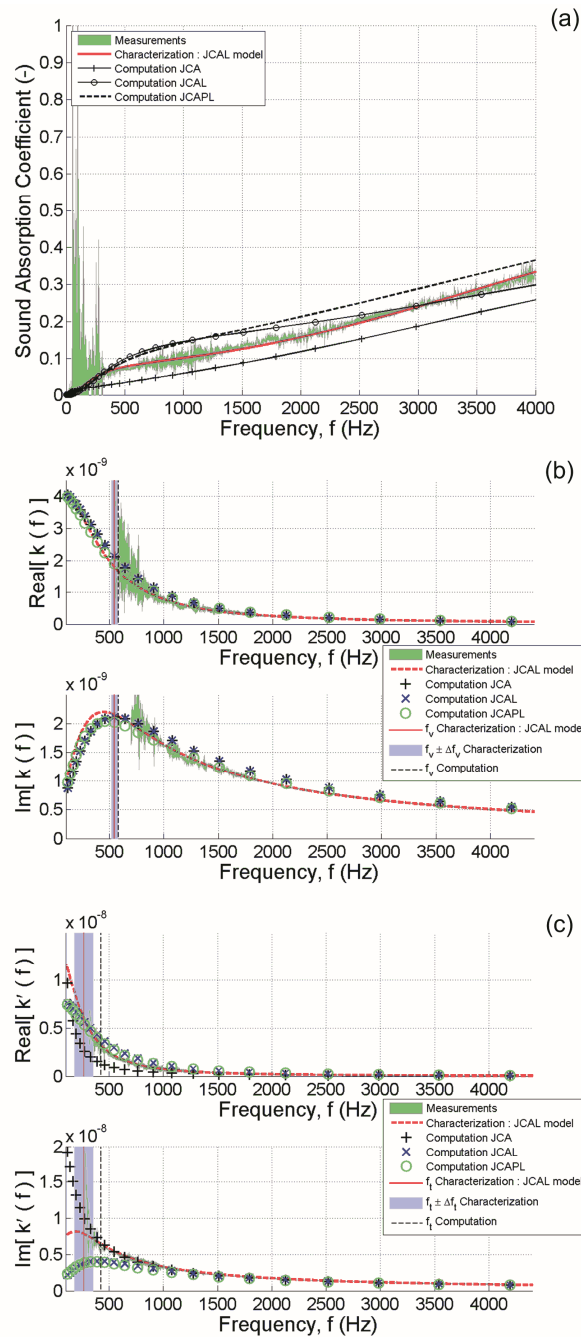 (a)
Measurements
Characterization : JCAL model
Computation JCA
Computation JCAL
Computation JCAPL
Sound Absorption Coefficient (-)
1
0.9
0.8
0.7
0.6
0.5
0.4
0.3
0.2
0.1
0
0 500 1000 1500 2000 2500 3000 3500 4000
Frequency, f (Hz)
(b)
x 10⁻⁹
Real[ k ( f ) ]
4
3
2
1
0
500 1000 1500 2000 2500 3000 3500 4000
Frequency, f (Hz)
Measurements
Characterization : JCAL model
Computation JCA
Computation JCAL
Computation JCAPL
fᵥ Characterization : JCAL model
fᵥ ± Δfᵥ Characterization
fᵥ Computation
x 10⁻⁹
Im[ k ( f ) ]
2
1.5
1
0.5
0
500 1000 1500 2000 2500 3000 3500 4000
Frequency, f (Hz)
(c)
x 10⁻⁸
Real[ k' ( f ) ]
1
0.5
0
500 1000 1500 2000 2500 3000 3500 4000
Frequency, f (Hz)
Measurements
Characterization : JCAL model
Computation JCA
Computation JCAL
Computation JCAPL
fₜ Characterization : JCAL model
fₜ ± Δfₜ Characterization
fₜ Computation
x 10⁻⁸
Im[ k' ( f ) ]
2
1.5
1
0.5
0
500 1000 1500 2000 2500 3000 3500 4000
Frequency, f (Hz)